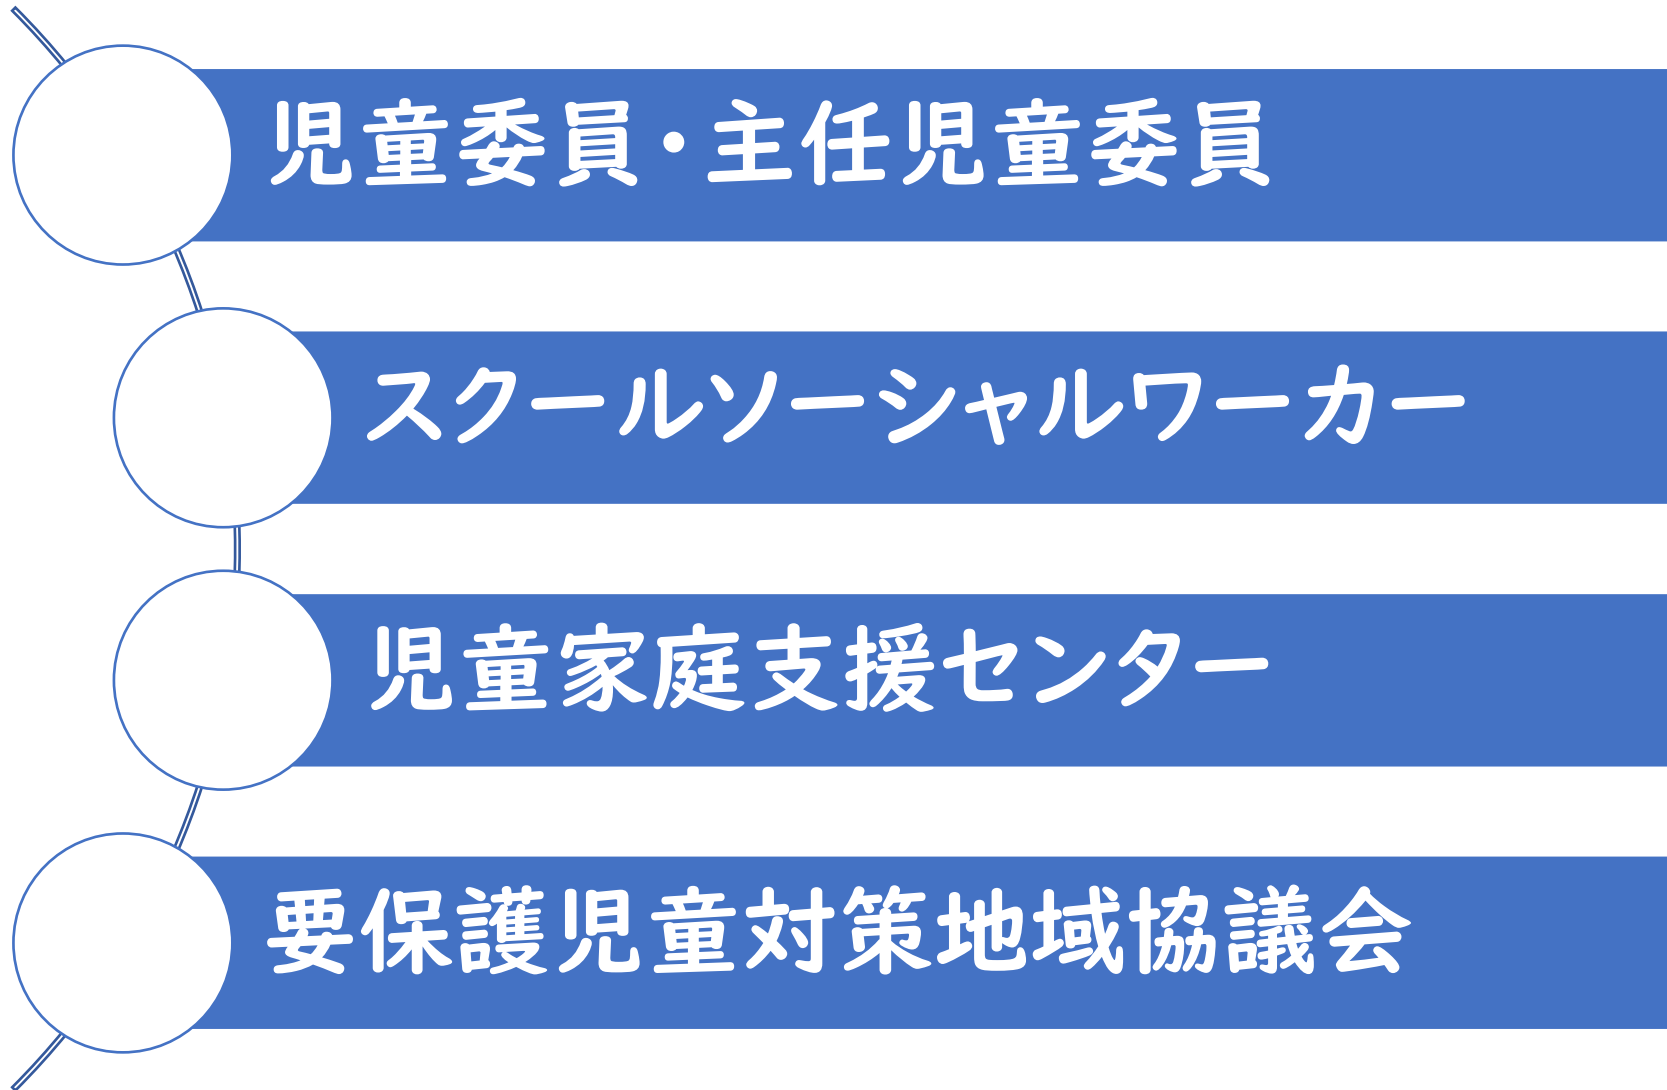 児童委員・主任児童委員
スクールソーシャルワーカー
児童家庭支援センター
要保護児童対策地域協議会